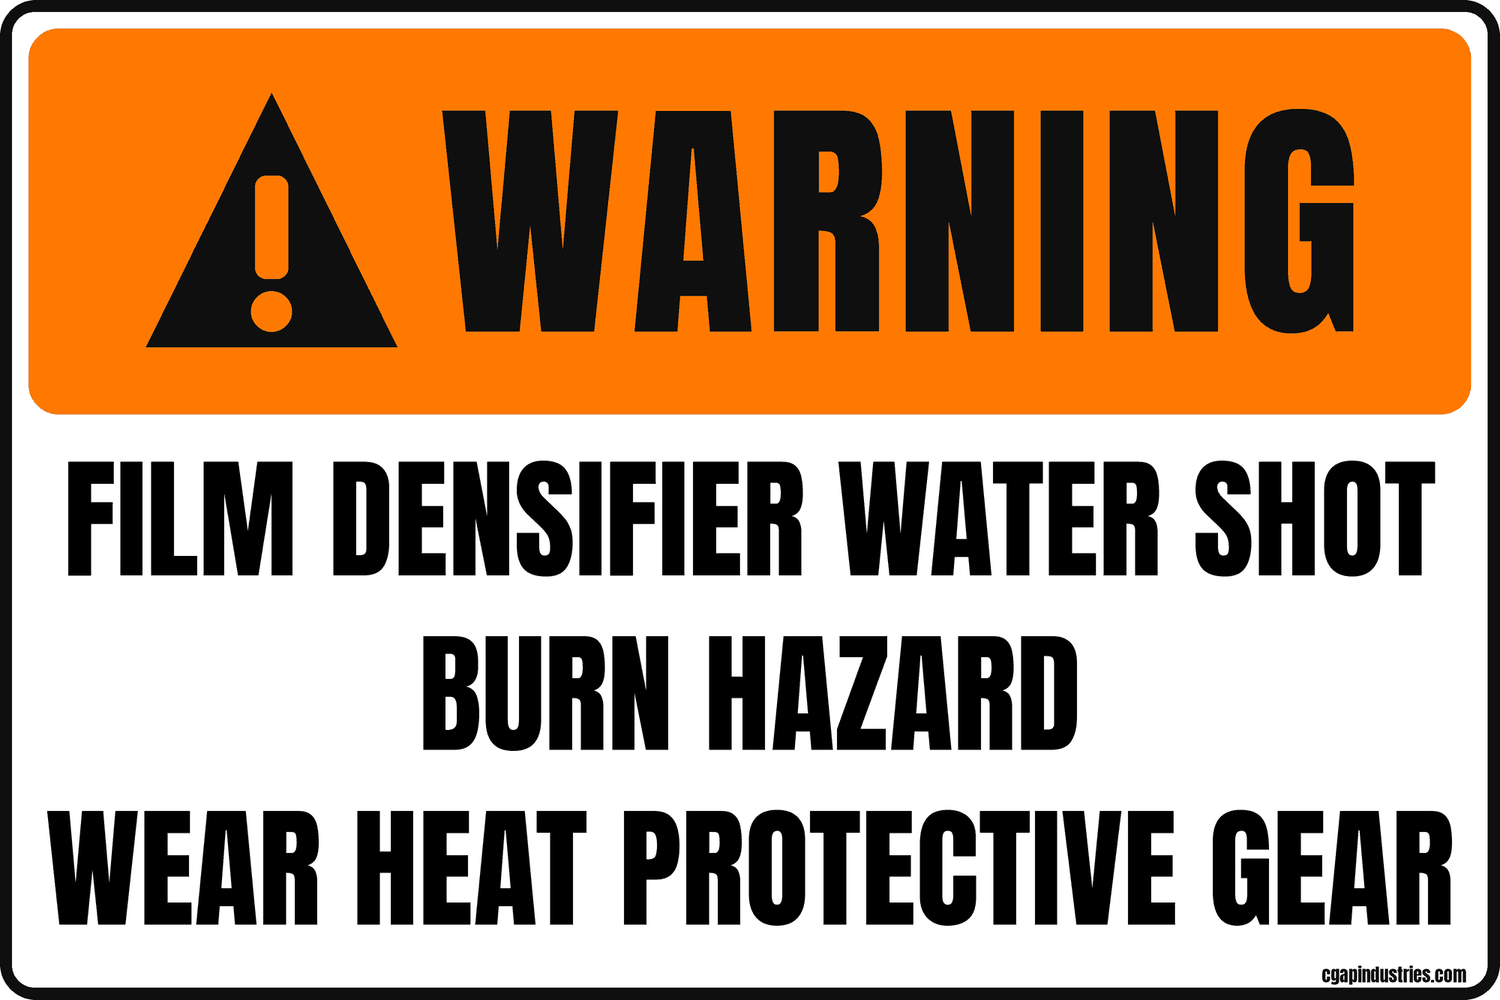 WARNING
FILM DENSIFIER WATER SHOT
BURN HAZARD
WEAR HEAT PROTECTIVE GEAR
cgapindustries.com